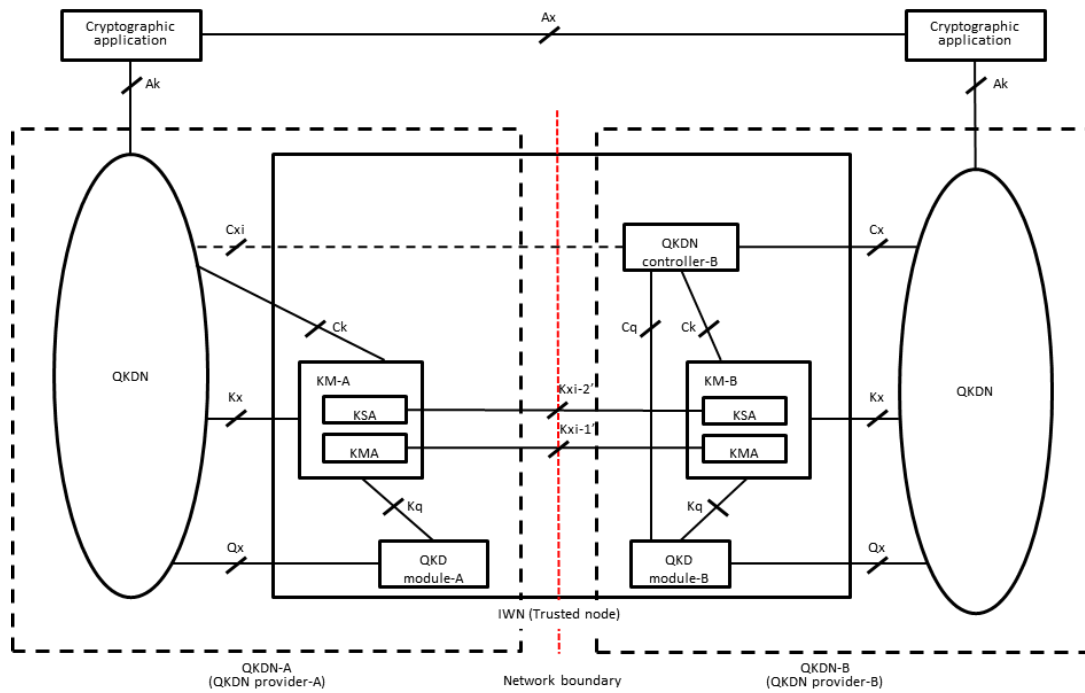 Ax
Cryptographic
application
Cryptographic
application
Ak
Ak
Cxi
QKDN
controller-B
Cx
Ck
Cq
Ck
QKDN
KM-A
KSA
KMA
Kxi-2′
Kxi-1′
KM-B
KSA
KMA
QKDN
Kx
Kx
Kq
Kq
Qx
QKD
module-A
QKD
module-B
Qx
IWN (Trusted node)
QKDN-A
(QKDN provider-A)
Network boundary
QKDN-B
(QKDN provider-B)